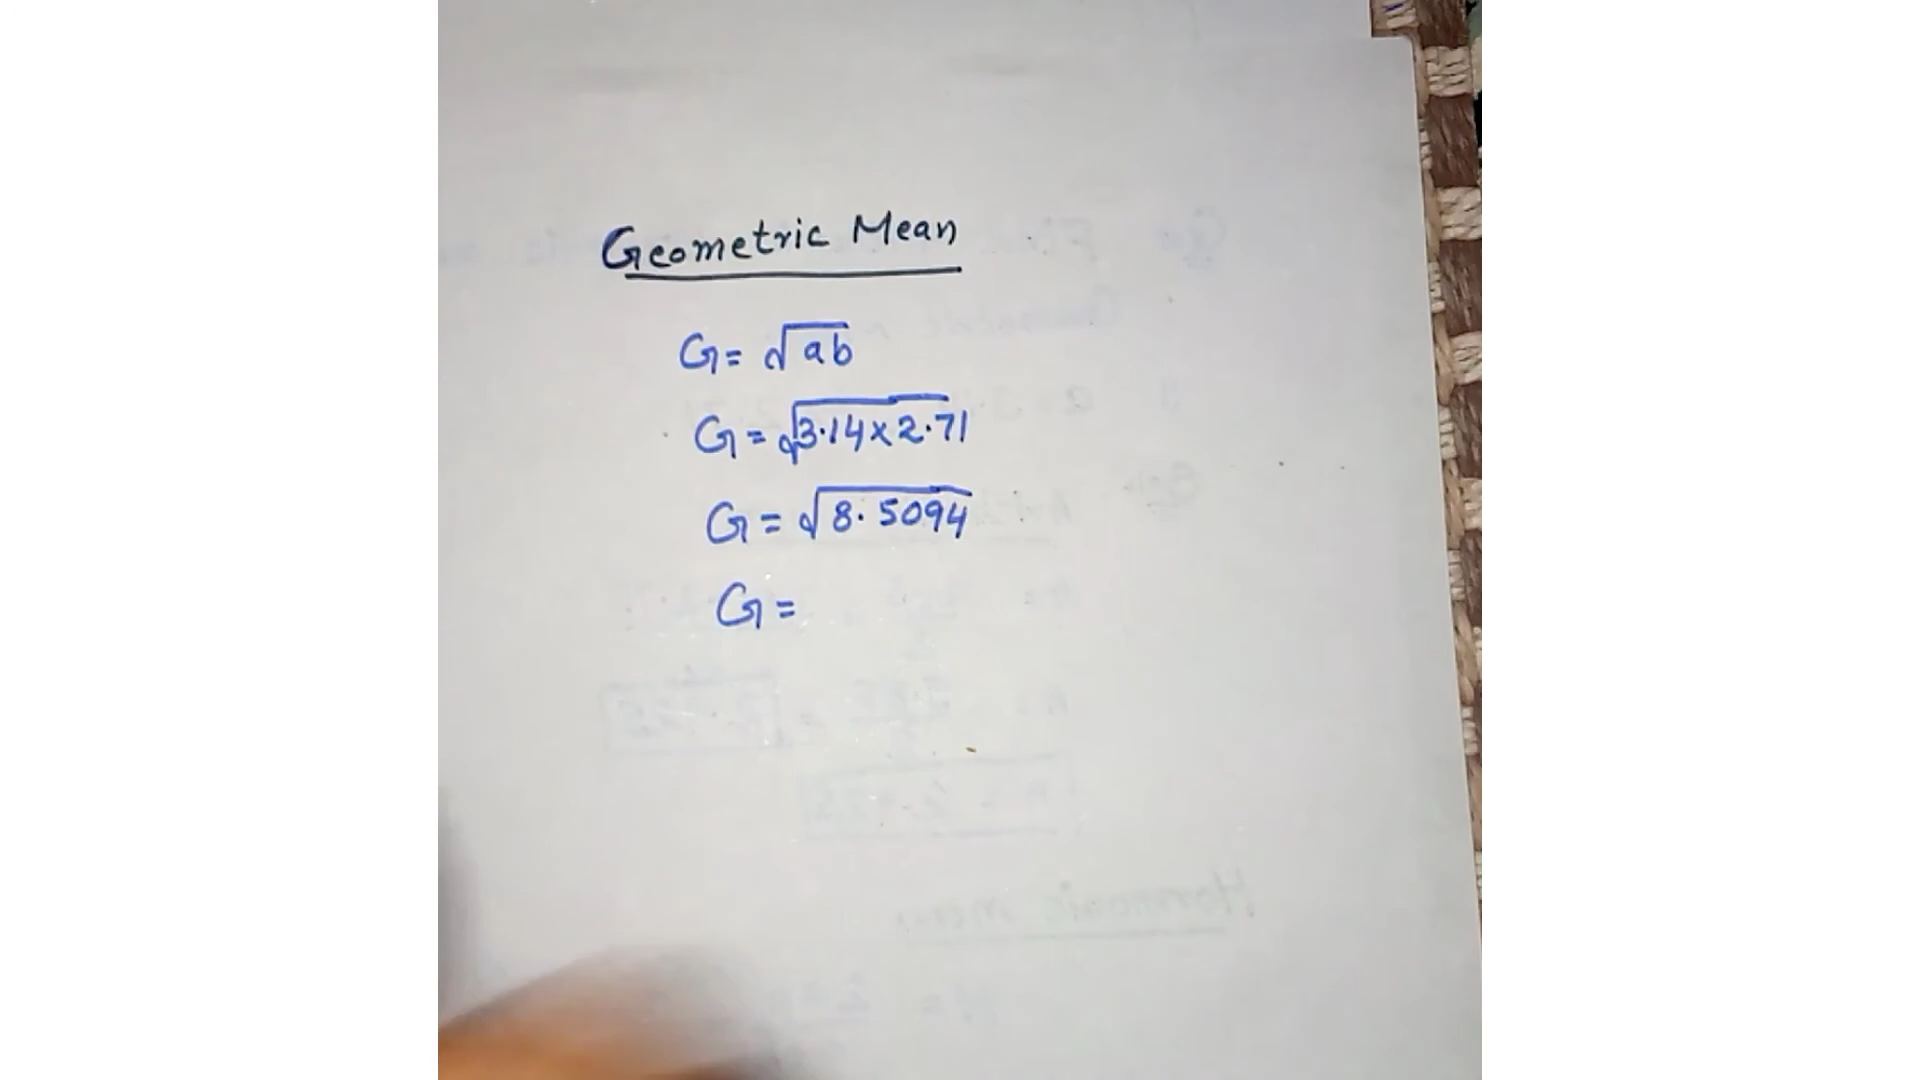 Geometric Mean
G = √ab
G = √3.14×2.71
G = √8.5094
G =